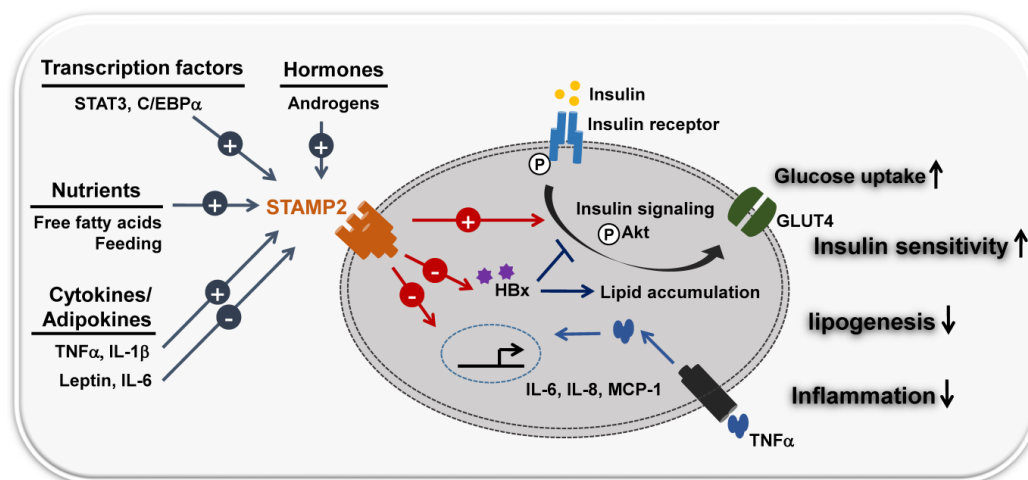 Transcription factors
STAT3, C/EBPα
+
Hormones
Androgens
+
Nutrients
Free fatty acids
Feeding
+
STAMP2
Cytokines/
Adipokines
TNFα, IL-1β
Leptin, IL-6
+
-
Insulin
Insulin receptor
P
+
Insulin signaling
P Akt
GLUT4
-
-
HBx
Lipid accumulation
IL-6, IL-8, MCP-1
TNFα
Glucose uptake
Insulin sensitivity
lipogenesis
Inflammation